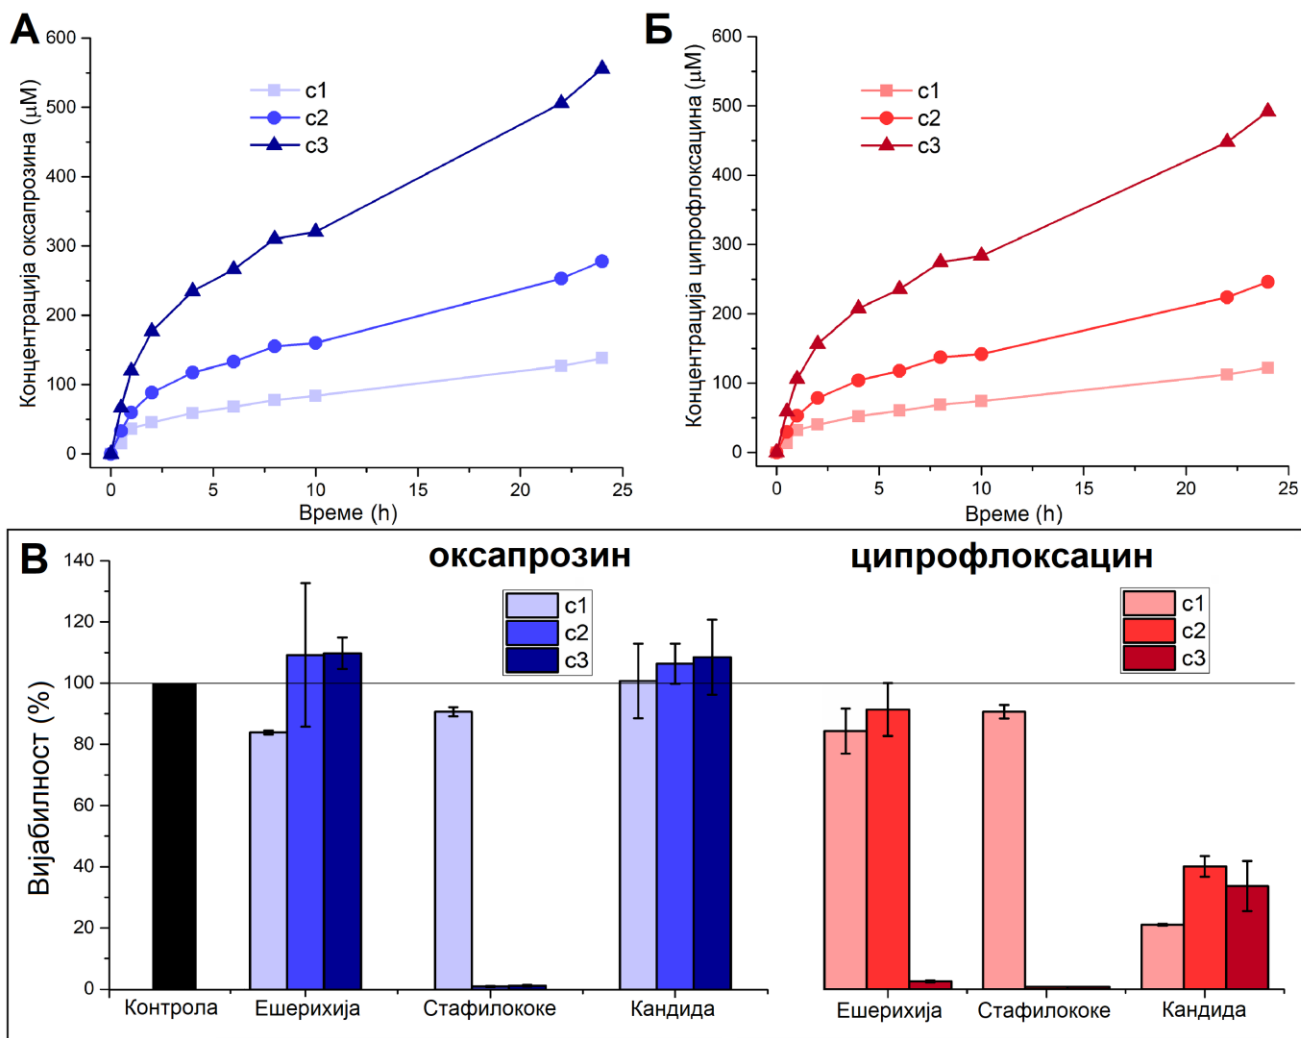 А
Концентрација оксапрозина (μM)
600
500
400
300
200
100
0
c1
c2
c3
0 5 10 15 20 25
Време (h)
Б
Концентрација ципрофлоксацина (μM)
600
500
400
300
200
100
0
c1
c2
c3
0 5 10 15 20 25
Време (h)
В
оксапрозин
ципрофлоксацин
Вијабилност (%)
140
120
100
80
60
40
20
0
c1
c2
c3
c1
c2
c3
Контрола Ешерихија Стафилококе Кандида Ешерихија Стафилококе Кандида